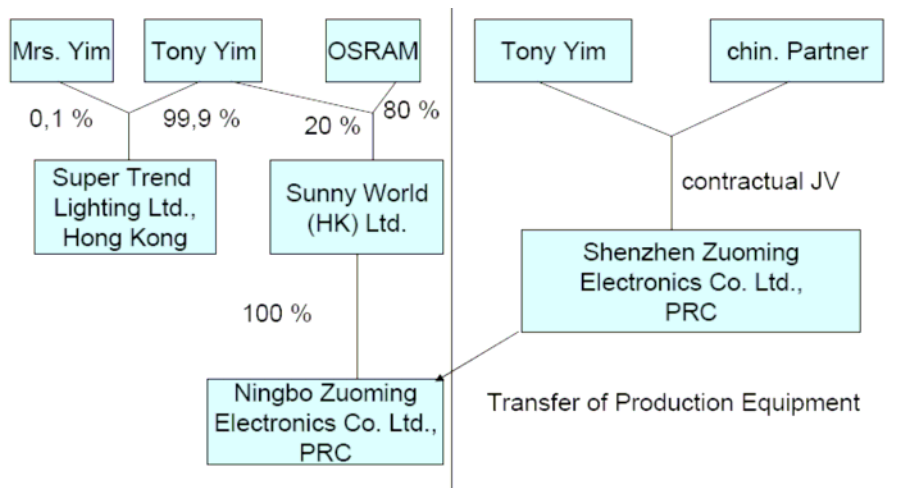 Mrs. Yim
Tony Yim
OSRAM
Tony Yim
chin. Partner
0,1 %
99,9 %
20 %
80 %
Super Trend
Lighting Ltd.,
Hong Kong
Sunny World
(HK) Ltd.
contractual JV
Shenzhen Zuoming
Electronics Co. Ltd.,
PRC
100 %
Ningbo Zuoming
Electronics Co. Ltd.,
PRC
Transfer of Production Equipment